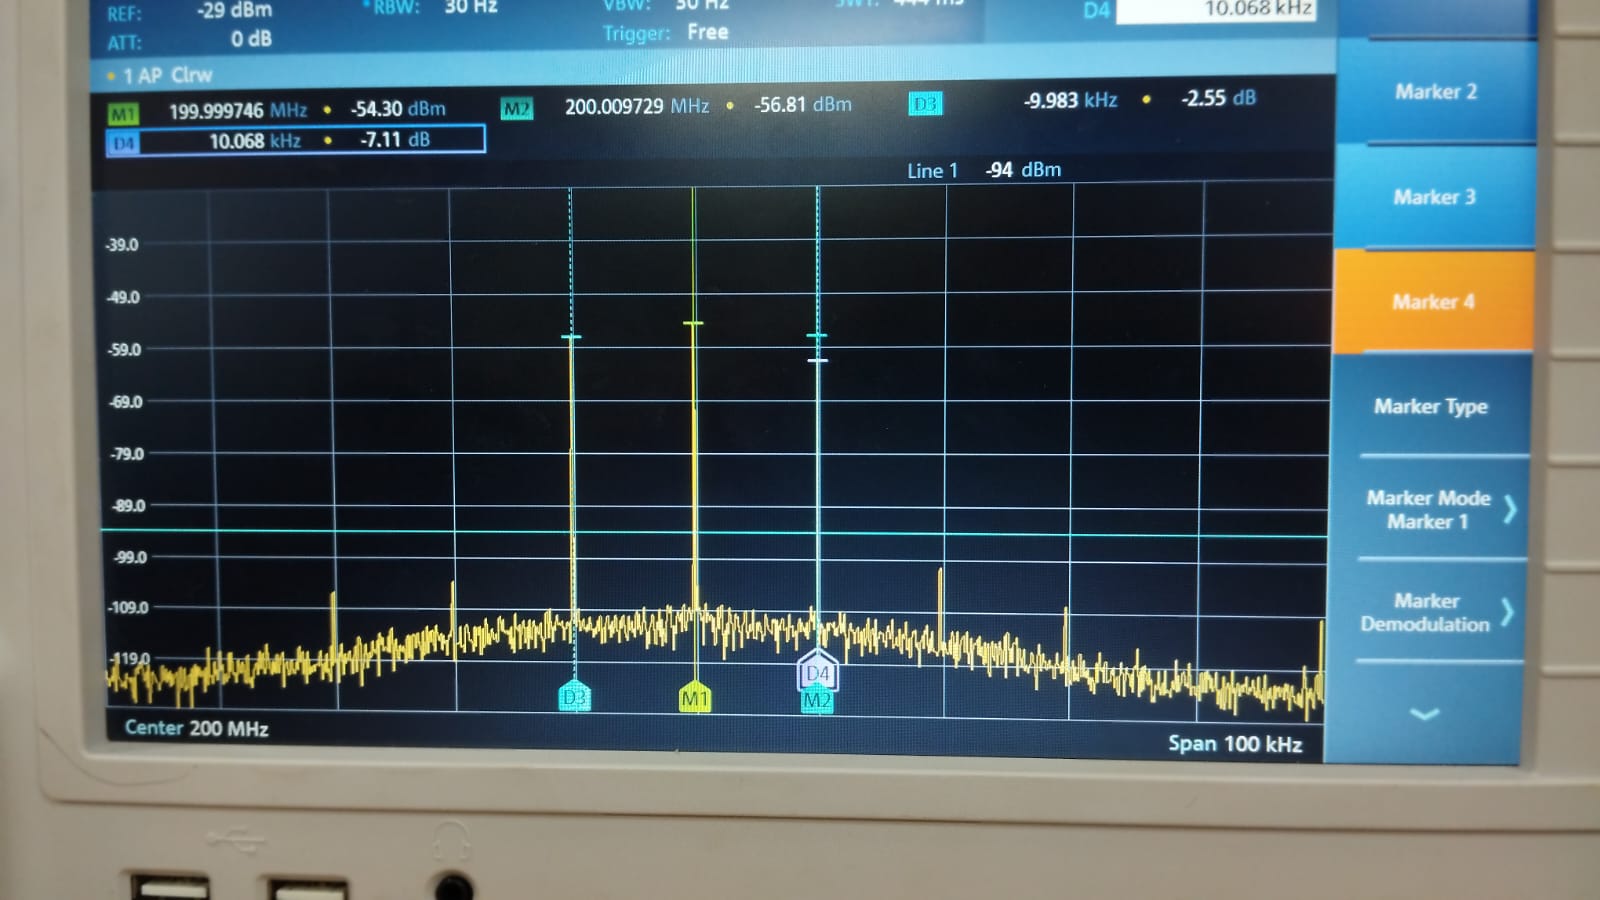 REF: -29 dBm RBW: 30 Hz VBW: 30 Hz SWT: 444 ms D4 10.068 kHz
ATT: 0 dB Trigger: Free
1 AP Clrw
M1 199.999746 MHz -54.30 dBm M2 200.009729 MHz -56.81 dBm D3 -9.983 kHz -2.55 dB
D4 10.068 kHz -7.11 dB
Line 1 -94 dBm
-39.0
-49.0
-59.0
-69.0
-79.0
-89.0
-99.0
-109.0
-119.0
D3 M1 D4
M2
Center 200 MHz Span 100 kHz
Marker 2
Marker 3
Marker 4
Marker Type
Marker Mode
Marker 1
Marker
Demodulation